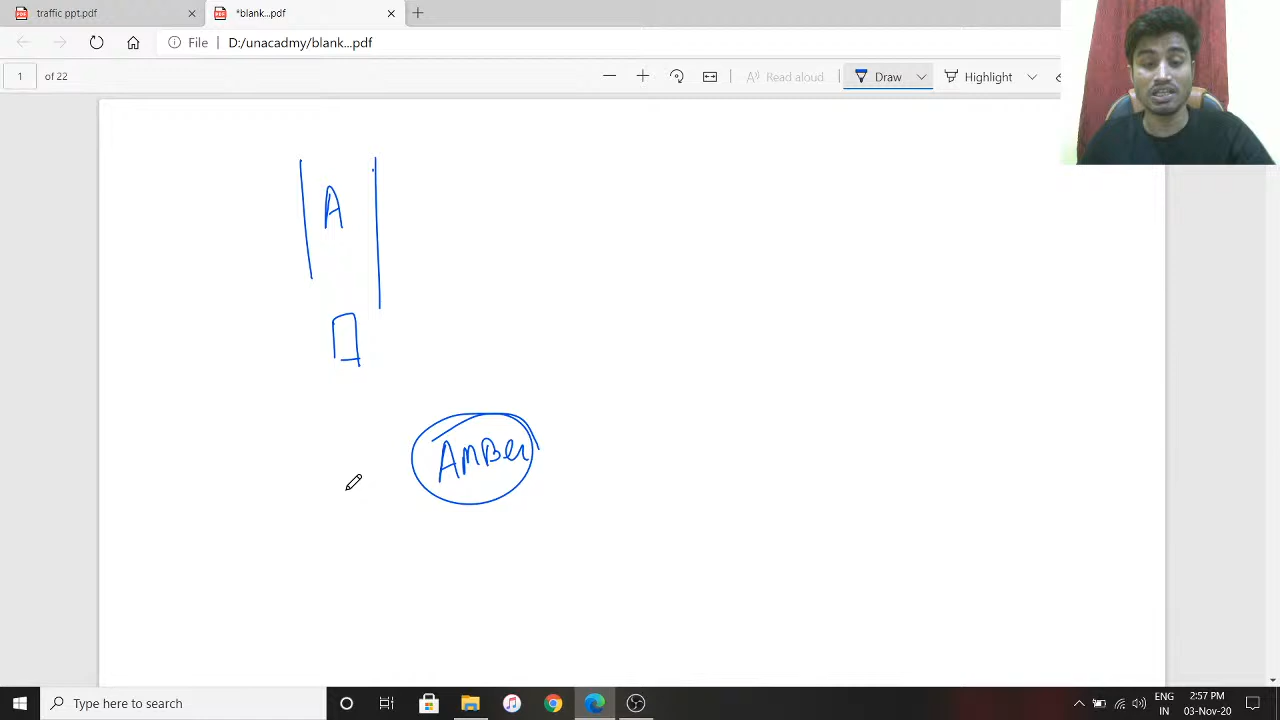 traffic ppt.pdf
*blank...pdf
File
D:/unacadmy/blank...pdf
1
of 22
Read aloud
Draw
Highlight
A
AMBER
Type here to search
ENG
IN
2:57 PM
03-Nov-20